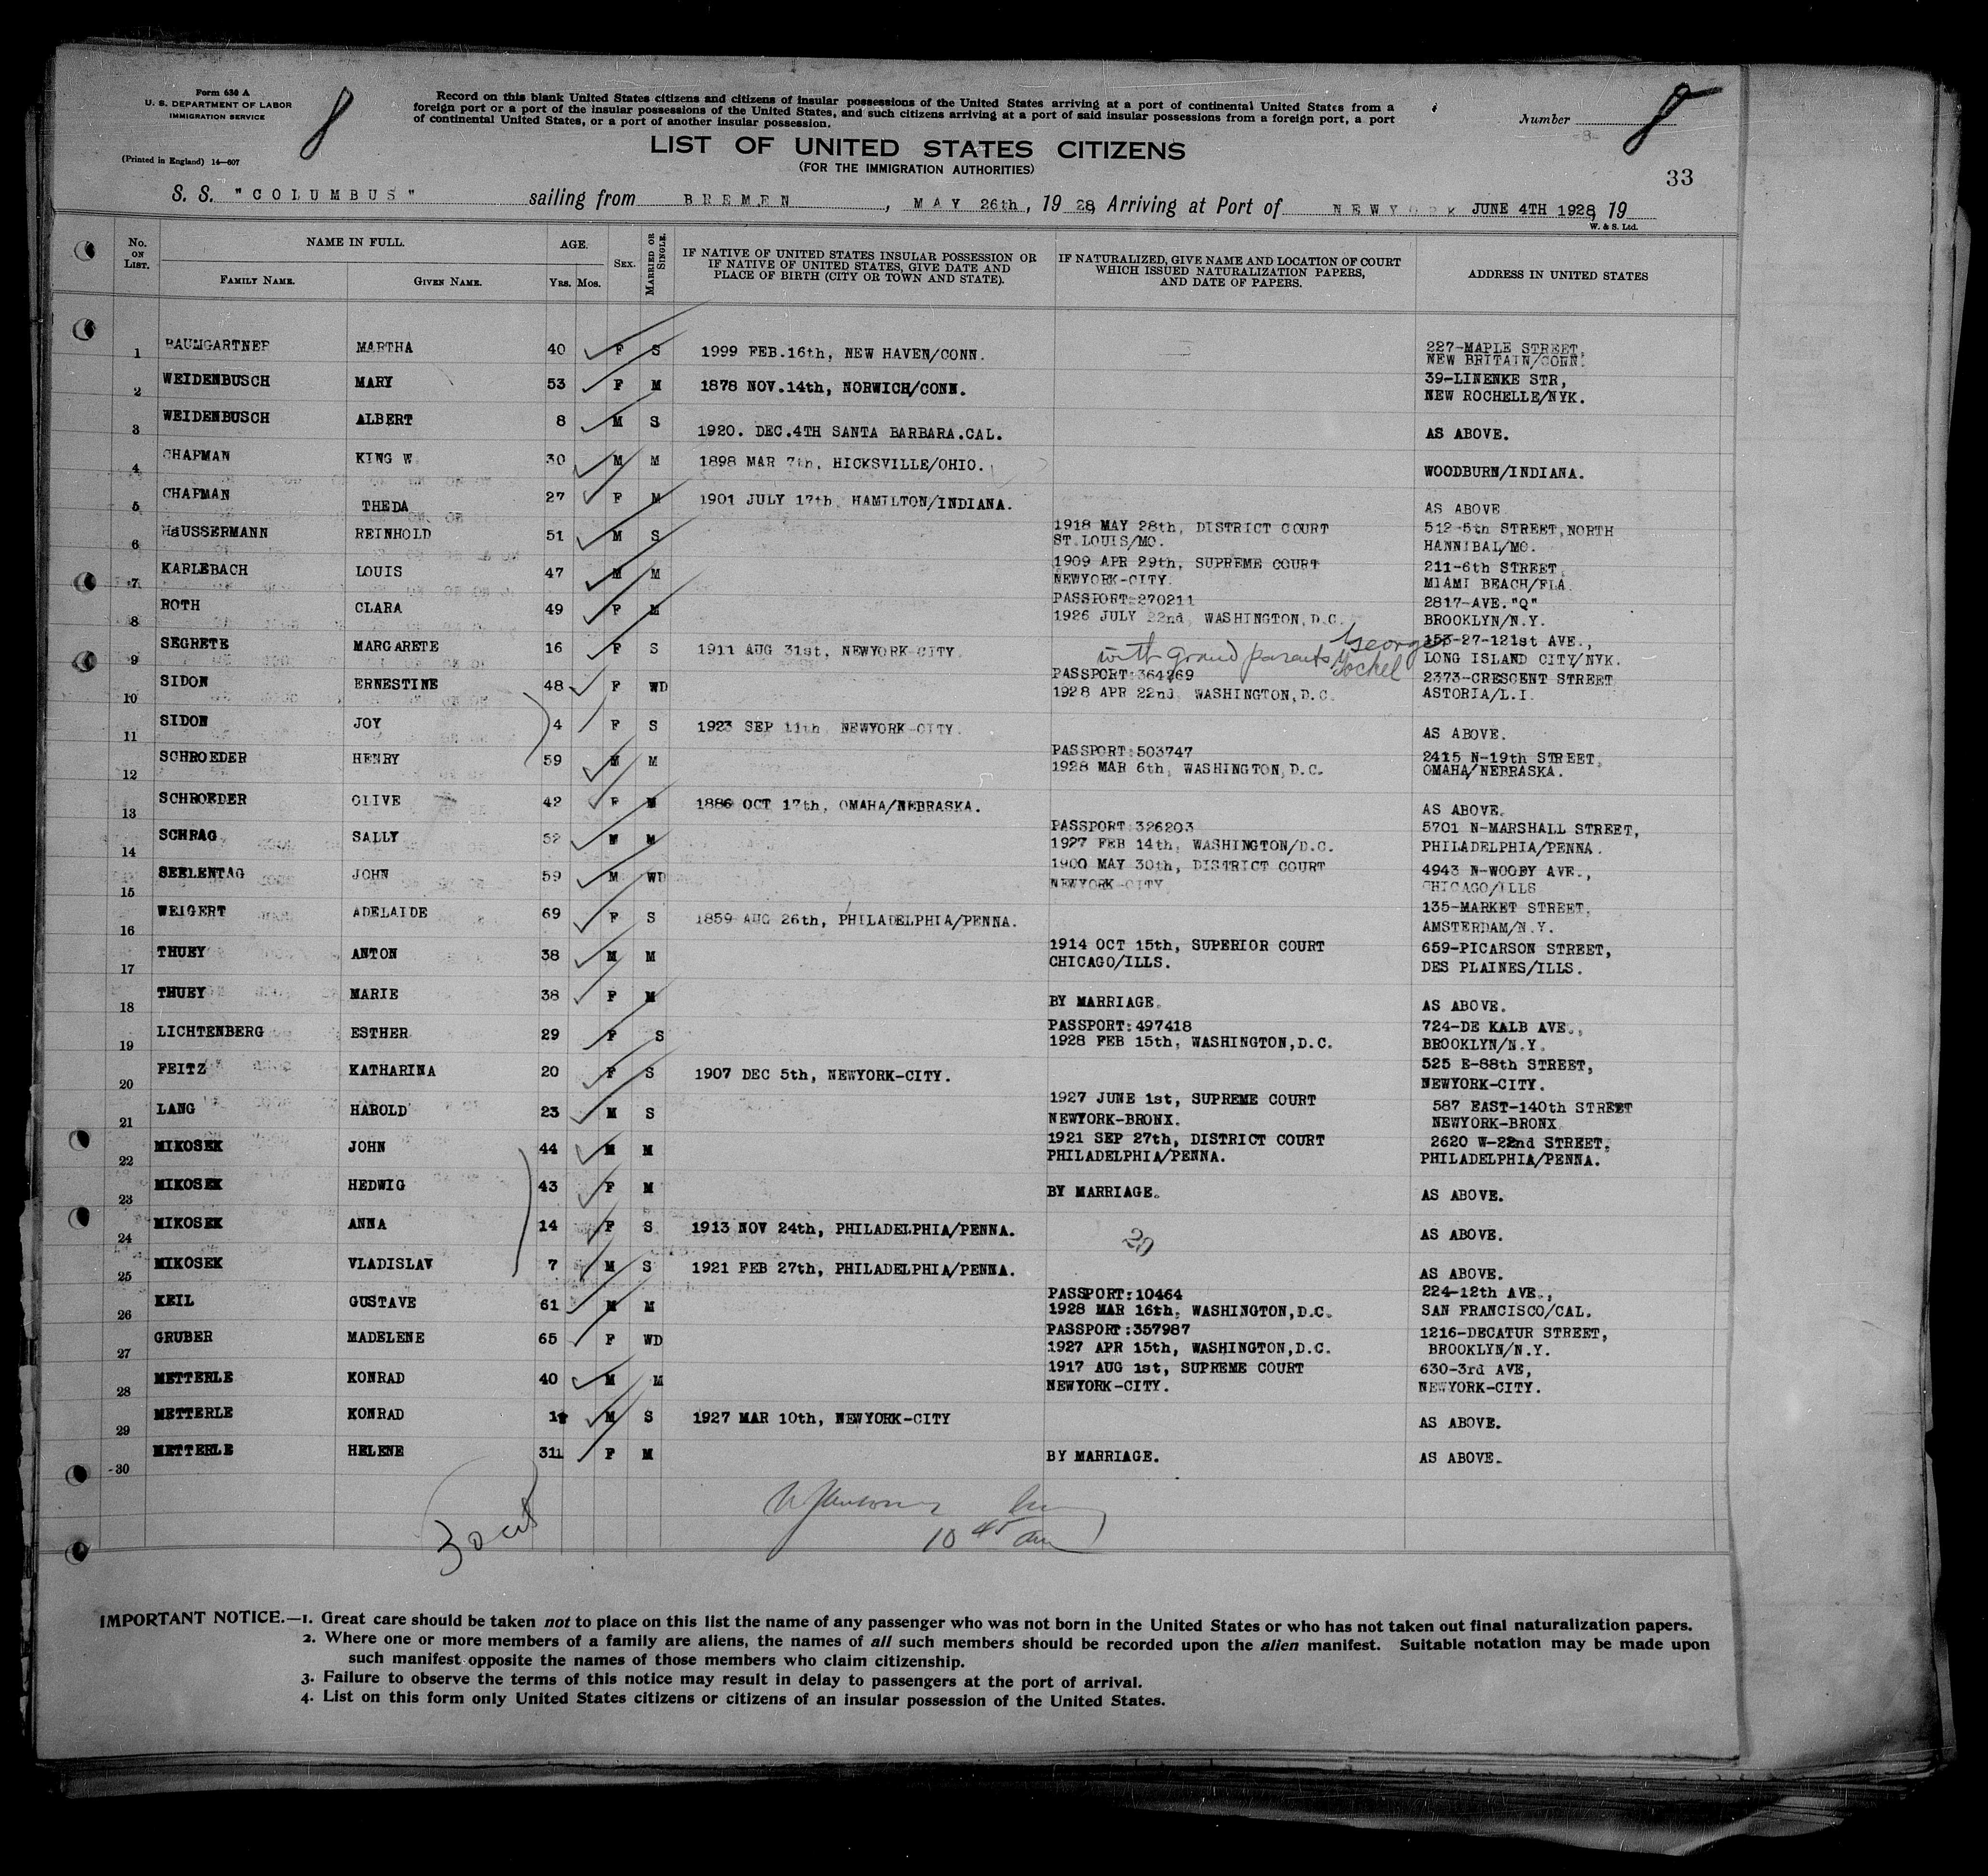 Form 630 A
U. S. DEPARTMENT OF LABOR
IMMIGRATION SERVICE
(Printed in England) 14—607
8
Record on this blank United States citizens and citizens of insular possessions of the United States arriving at a port of continental United States from a
foreign port or a port of the insular possessions of the United States, and such citizens arriving at a port of said insular possessions from a foreign port, a port
of continental United States, or a port of another insular possession.
Number 8
-8-
LIST OF UNITED STATES CITIZENS
(FOR THE IMMIGRATION AUTHORITIES)
33
S. S. "COLUMBUS" sailing from BREMEN, MAY 26th, 1928, Arriving at Port of NEWYORK JUNE 4TH 1928, 19
W. & S. Ltd.
No. ON LIST. NAME IN FULL. FAMILY NAME. GIVEN NAME. AGE. Yrs. Mos. SEX. MARRIED OR SINGLE. IF NATIVE OF UNITED STATES INSULAR POSSESSION OR IF NATIVE OF UNITED STATES, GIVE DATE AND PLACE OF BIRTH (CITY OR TOWN AND STATE). IF NATURALIZED, GIVE NAME AND LOCATION OF COURT WHICH ISSUED NATURALIZATION PAPERS, AND DATE OF PAPERS. ADDRESS IN UNITED STATES
1 BAUMGARTNER MARTHA 40 F S 1999 FEB.16th, NEW HAVEN/CONN. 227-MAPLE STREET, NEW BRITAIN/CONN.
2 WEIDENBUSCH MARY 53 F M 1878 NOV.14th, NORWICH/CONN. 39-LINENKE STR, NEW ROCHELLE/NYK.
3 WEIDENBUSCH ALBERT 8 M S 1920. DEC.4TH SANTA BARBARA.CAL. AS ABOVE.
4 CHAPMAN KING W. 30 M M 1898 MAR 7th, HICKSVILLE/OHIO. WOODBURN/INDIANA.
5 CHAPMAN THEDA 27 F M 1901 JULY 17th, HAMILTON/INDIANA. AS ABOVE
6 HaUSSERMANN REINHOLD 51 M S 1918 MAY 28th, DISTRICT COURT ST.LOUIS/MO. 512-5th STREET,NORTH HANNIBAL/MO.
7 KARLEBACH LOUIS 47 M M 1909 APR 29th, SUPREME COURT NEWYORK-CITY. 211-6th STREET, MIAMI BEACH/FLA.
8 ROTH CLARA 49 F M PASSPORT:270211 1926 JULY 22nd, WASHINGTON,D.C. 2817-AVE."Q" BROOKLYN/N.Y.
9 SEGRETE MARGARETE 16 F S 1911 AUG 31st, NEWYORK-CITY. with grand parents George Gockel 153-27-121st AVE., LONG ISLAND CITY/NYK.
10 SIDON ERNESTINE 48 F WD PASSPORT:364769 1928 APR 22nd, WASHINGTON,D.C. 2373-CRESCENT STREET ASTORIA/L.I.
11 SIDON JOY 4 F S 1923 SEP 11th, NEWYORK-CITY. AS ABOVE.
12 SCHROEDER HENRY 59 M M PASSPORT:503747 1928 MAR 6th, WASHINGTON,D.C. 2415 N-19th STREET, OMAHA/NEBRASKA.
13 SCHROEDER OLIVE 42 F M 1886 OCT 17th, OMAHA/NEBRASKA. AS ABOVE.
14 SCHRAG SALLY 52 M M PASSPORT:326203 1927 FEB 14th, WASHINGTON/D.C. 5701 N-MARSHALL STREET, PHILADELPHIA/PENNA.
15 SEELENTAG JOHN 59 M WD 1900 MAY 30th, DISTRICT COURT NEWYORK-CITY 4943 N-WOODY AVE., CHICAGO/ILLS
16 WEIGERT ADELAIDE 69 F S 1859 AUG 26th, PHILADELPHIA/PENNA. 135-MARKET STREET, AMSTERDAM/N.Y.
17 THUEY ANTON 38 M M 1914 OCT 15th, SUPERIOR COURT CHICAGO/ILLS. 659-PICARSON STREET, DES PLAINES/ILLS.
18 THUEY MARIE 38 F M BY MARRIAGE. AS ABOVE.
19 LICHTENBERG ESTHER 29 F S PASSPORT:497418 1928 FEB 15th, WASHINGTON,D.C. 724-DE KALB AVE., BROOKLYN/N.Y.
20 FEITZ KATHARINA 20 F S 1907 DEC 5th, NEWYORK-CITY. 525 E-88th STREET, NEWYORK-CITY.
21 LANG HAROLD 23 M S 1927 JUNE 1st, SUPREME COURT NEWYORK-BRONX. 587 EAST-140th STREET NEWYORK-BRONX
22 MIKOSEK JOHN 44 M M 1921 SEP 27th, DISTRICT COURT PHILADELPHIA/PENNA. 2620 W-22nd STREET, PHILADELPHIA/PENNA.
23 MIKOSEK HEDWIG 43 F M BY MARRIAGE. AS ABOVE.
24 MIKOSEK ANNA 14 F S 1913 NOV 24th, PHILADELPHIA/PENNA. 20 AS ABOVE.
25 MIKOSEK VLADISLAV 7 M S 1921 FEB 27th, PHILADELPHIA/PENNA. AS ABOVE.
26 KEIL GUSTAVE 61 M M PASSPORT:10464 1928 MAR 16th, WASHINGTON,D.C. 224-12th AVE., SAN FRANCISCO/CAL.
27 GRUBER MADELENE 65 F WD PASSPORT:357987 1927 APR 15th, WASHINGTON,D.C. 1216-DECATUR STREET, BROOKLYN/N.Y.
28 METTERLE KONRAD 40 M M 1917 AUG 1st, SUPREME COURT NEWYORK-CITY. 630-3rd AVE, NEWYORK-CITY.
29 METTERLE KONRAD 1 M S 1927 MAR 10th, NEWYORK-CITY AS ABOVE.
30 METTERLE HELENE 31 F M BY MARRIAGE. AS ABOVE.
30 cit
10 45 am
IMPORTANT NOTICE.—1. Great care should be taken not to place on this list the name of any passenger who was not born in the United States or who has not taken out final naturalization papers.
2. Where one or more members of a family are aliens, the names of all such members should be recorded upon the alien manifest. Suitable notation may be made upon
such manifest opposite the names of those members who claim citizenship.
3. Failure to observe the terms of this notice may result in delay to passengers at the port of arrival.
4. List on this form only United States citizens or citizens of an insular possession of the United States.